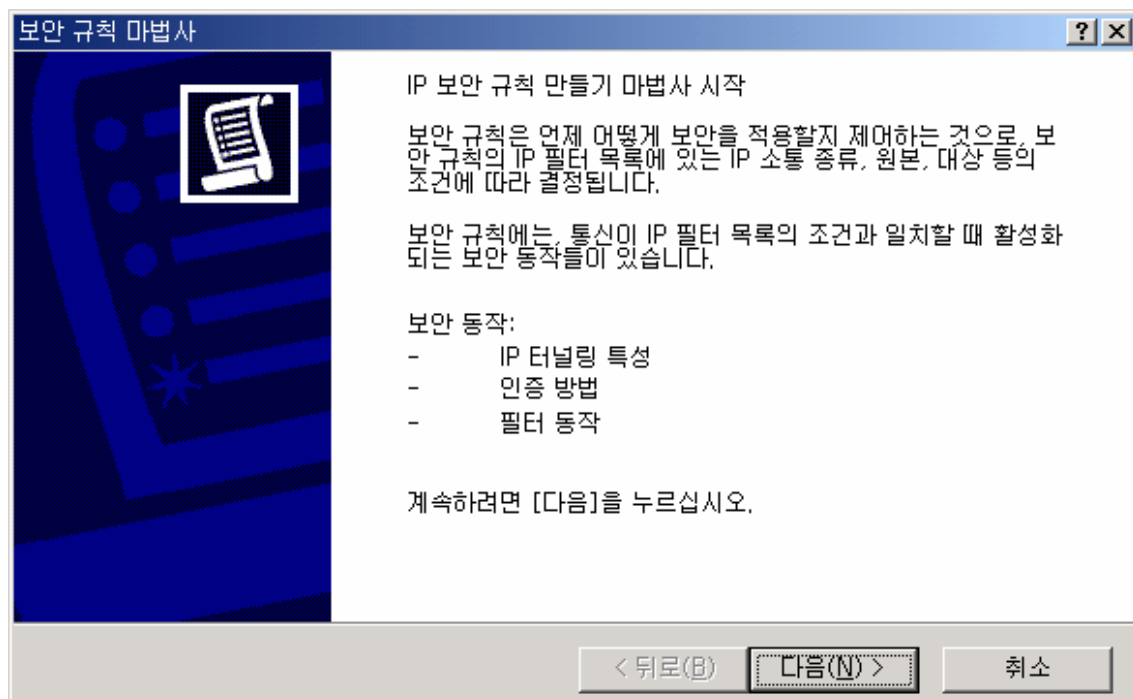 보안 규칙 마법사
IP 보안 규칙 만들기 마법사 시작
보안 규칙은 언제 어떻게 보안을 적용할지 제어하는 것으로, 보
안 규칙의 IP 필터 목록에 있는 IP 소통 종류, 원본, 대상 등의
조건에 따라 결정됩니다.
보안 규칙에는, 통신이 IP 필터 목록의 조건과 일치할 때 활성화
되는 보안 동작들이 있습니다.
보안 동작:
- IP 터널링 특성
- 인증 방법
- 필터 동작
계속하려면 [다음]을 누르십시오.
< 뒤로(B) 다음(N) > 취소